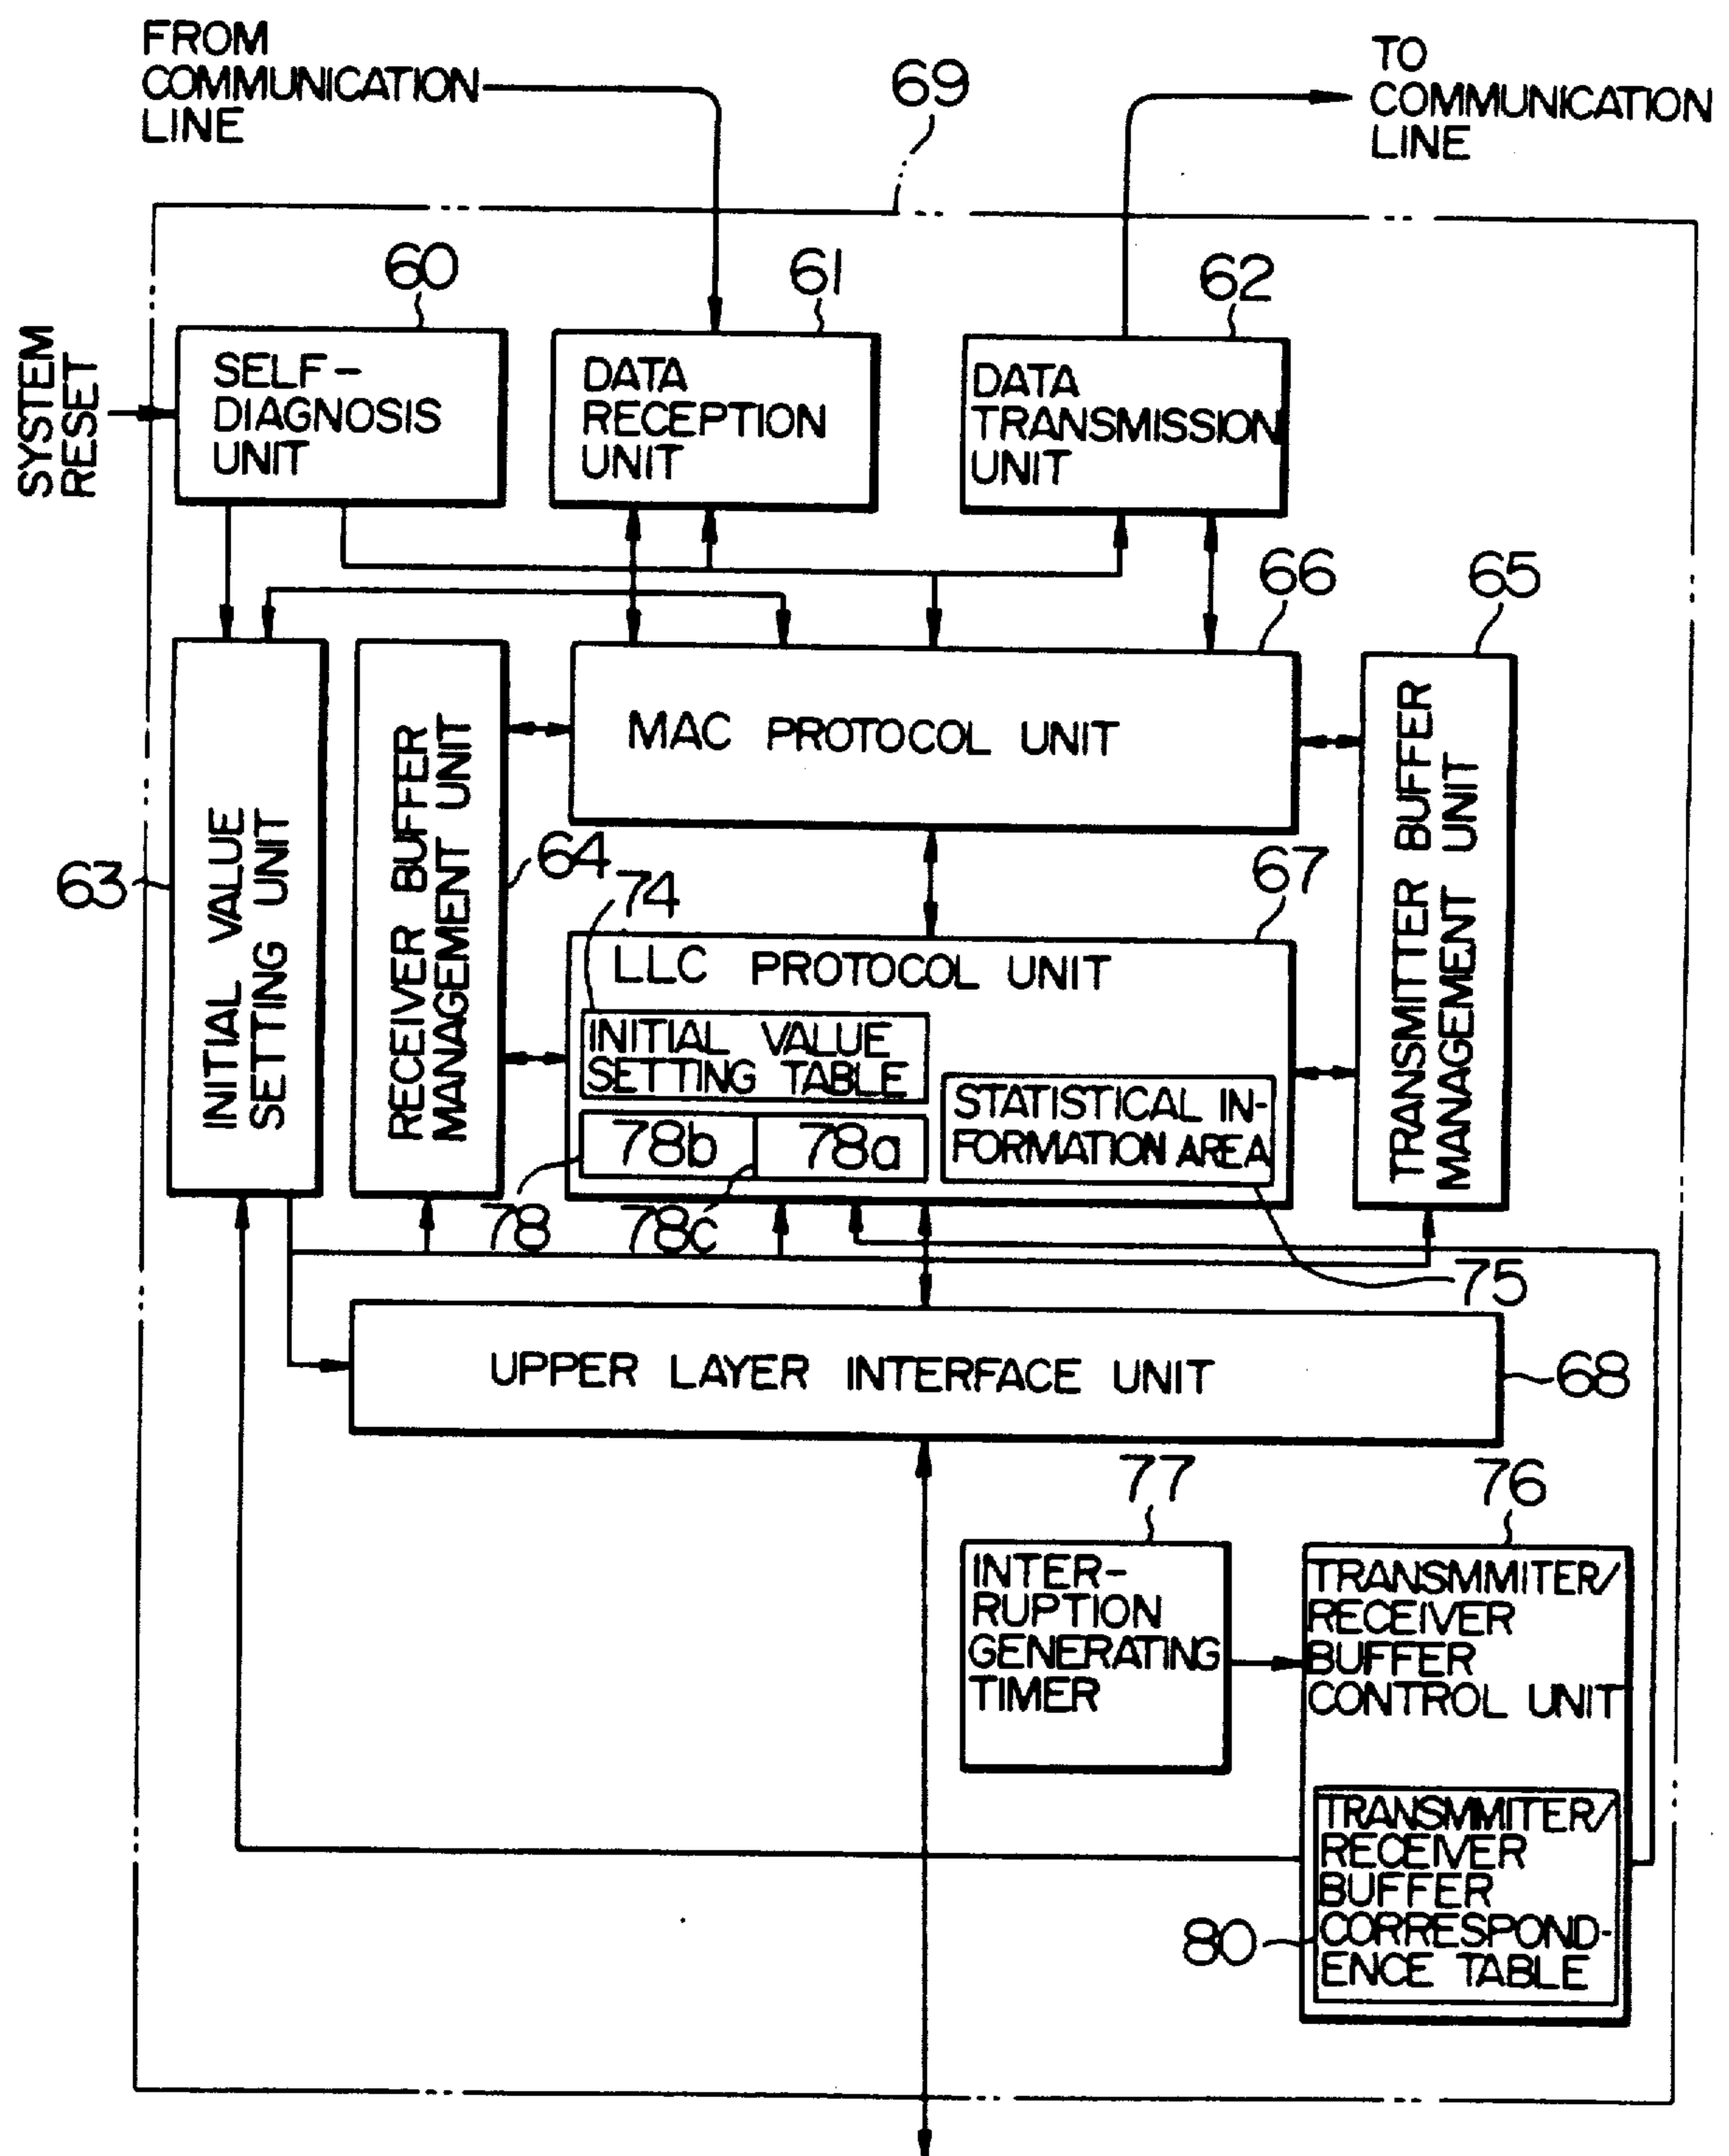 FROM
COMMUNICATION
LINE
TO
COMMUNICATION
LINE
69
60
61
62
SYSTEM
RESET
SELF-
DIAGNOSIS
UNIT
DATA
RECEPTION
UNIT
DATA
TRANSMISSION
UNIT
66
65
63
INITIAL VALUE
SETTING UNIT
RECEIVER BUFFER
MANAGEMENT UNIT
64
MAC PROTOCOL UNIT
TRANSMITTER BUFFER
MANAGEMENT UNIT
74
67
LLC PROTOCOL UNIT
INITIAL VALUE
SETTING TABLE
STATISTICAL IN-
FORMATION AREA
78b
78a
78
78c
75
UPPER LAYER INTERFACE UNIT
68
77
76
INTER-
RUPTION
GENERATING
TIMER
TRANSMMITER/
RECEIVER
BUFFER
CONTROL UNIT
TRANSMMITER/
RECEIVER
BUFFER
CORRESPOND-
ENCE TABLE
80